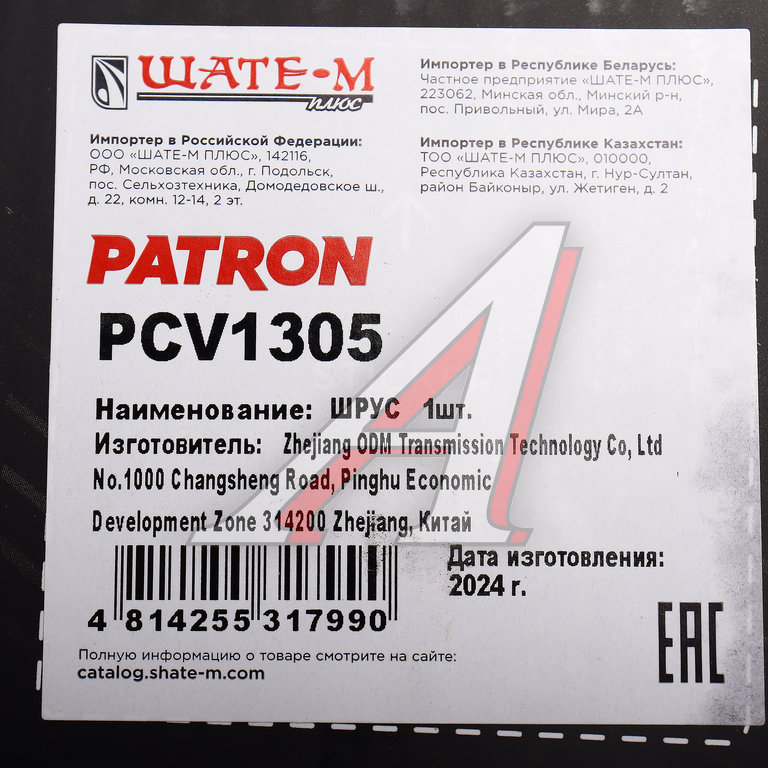 ШАТЕ-М
плюс
Импортер в Российской Федерации:
ООО «ШАТЕ-М ПЛЮС», 142116,
РФ, Московская обл., г. Подольск,
пос. Сельхозтехника, Домодедовское ш.,
д. 22, комн. 12-14, 2 эт.
Импортер в Республике Беларусь:
Частное предприятие «ШАТЕ-М ПЛЮС»,
223062, Минская обл., Минский р-н,
пос. Привольный, ул. Мира, 2А
Импортер в Республике Казахстан:
ТОО «ШАТЕ-М ПЛЮС», 010000,
Республика Казахстан, г. Нур-Султан,
район Байконыр, ул. Жетиген, д. 2
PATRON
PCV1305
Наименование: ШРУС 1шт.
Изготовитель: Zhejiang ODM Transmission Technology Co, Ltd
No.1000 Changsheng Road, Pinghu Economic
Development Zone 314200 Zhejiang, Китай
Дата изготовления:
2024 г.
4 814255 317990
EAC
Полную информацию о товаре смотрите на сайте:
catalog.shate-m.com